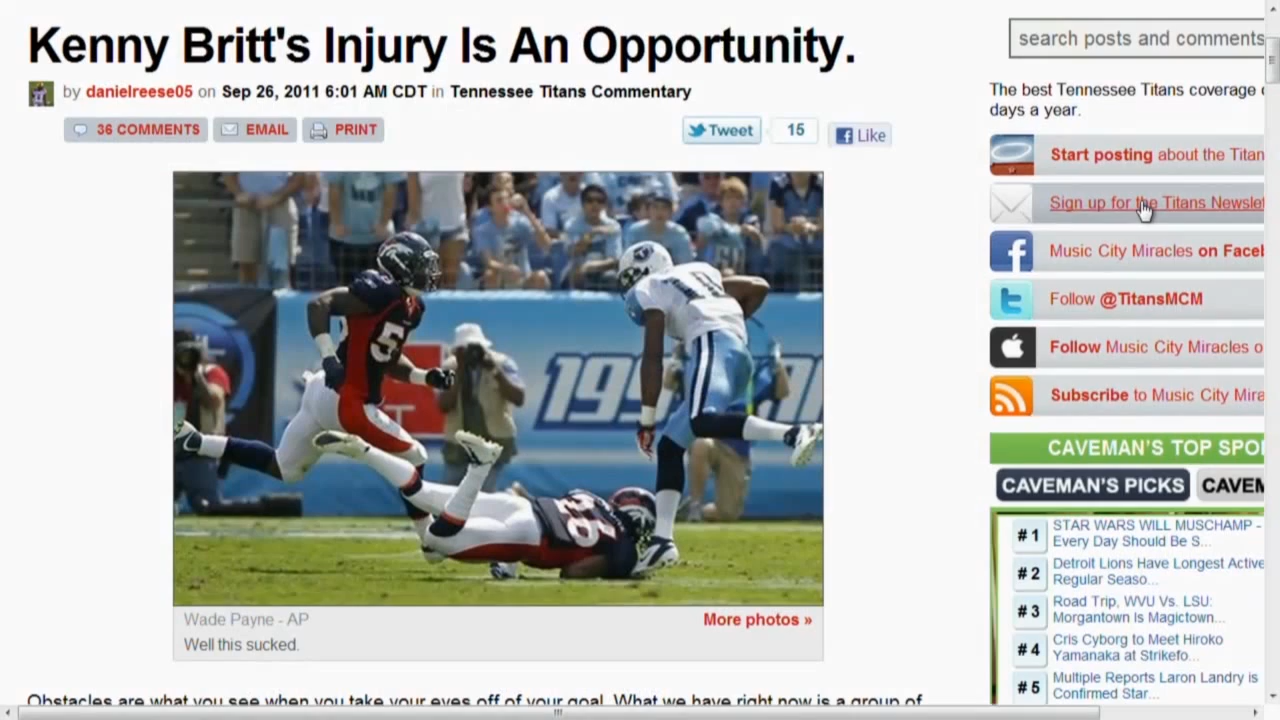 Kenny Britt's Injury Is An Opportunity.
by danielreese05 on Sep 26, 2011 6:01 AM CDT in Tennessee Titans Commentary
36 COMMENTS EMAIL PRINT
Tweet 15 Like
Wade Payne - AP
More photos »
Well this sucked.
Obstacles are what you see when you take your eyes off of your goal. What we have right now is a group of
search posts and comments
The best Tennessee Titans coverage
days a year.
Start posting about the Titan
Sign up for the Titans Newslet
Music City Miracles on Faceb
Follow @TitansMCM
Follow Music City Miracles o
Subscribe to Music City Mira
CAVEMAN'S TOP SPO
CAVEMAN'S PICKS CAVEM
#1 STAR WARS WILL MUSCHAMP -
Every Day Should Be S...
#2 Detroit Lions Have Longest Active
Regular Seaso...
#3 Road Trip, WVU Vs. LSU:
Morgantown Is Magictown...
#4 Cris Cyborg to Meet Hiroko
Yamanaka at Strikefo...
#5 Multiple Reports Laron Landry is
Confirmed Star...